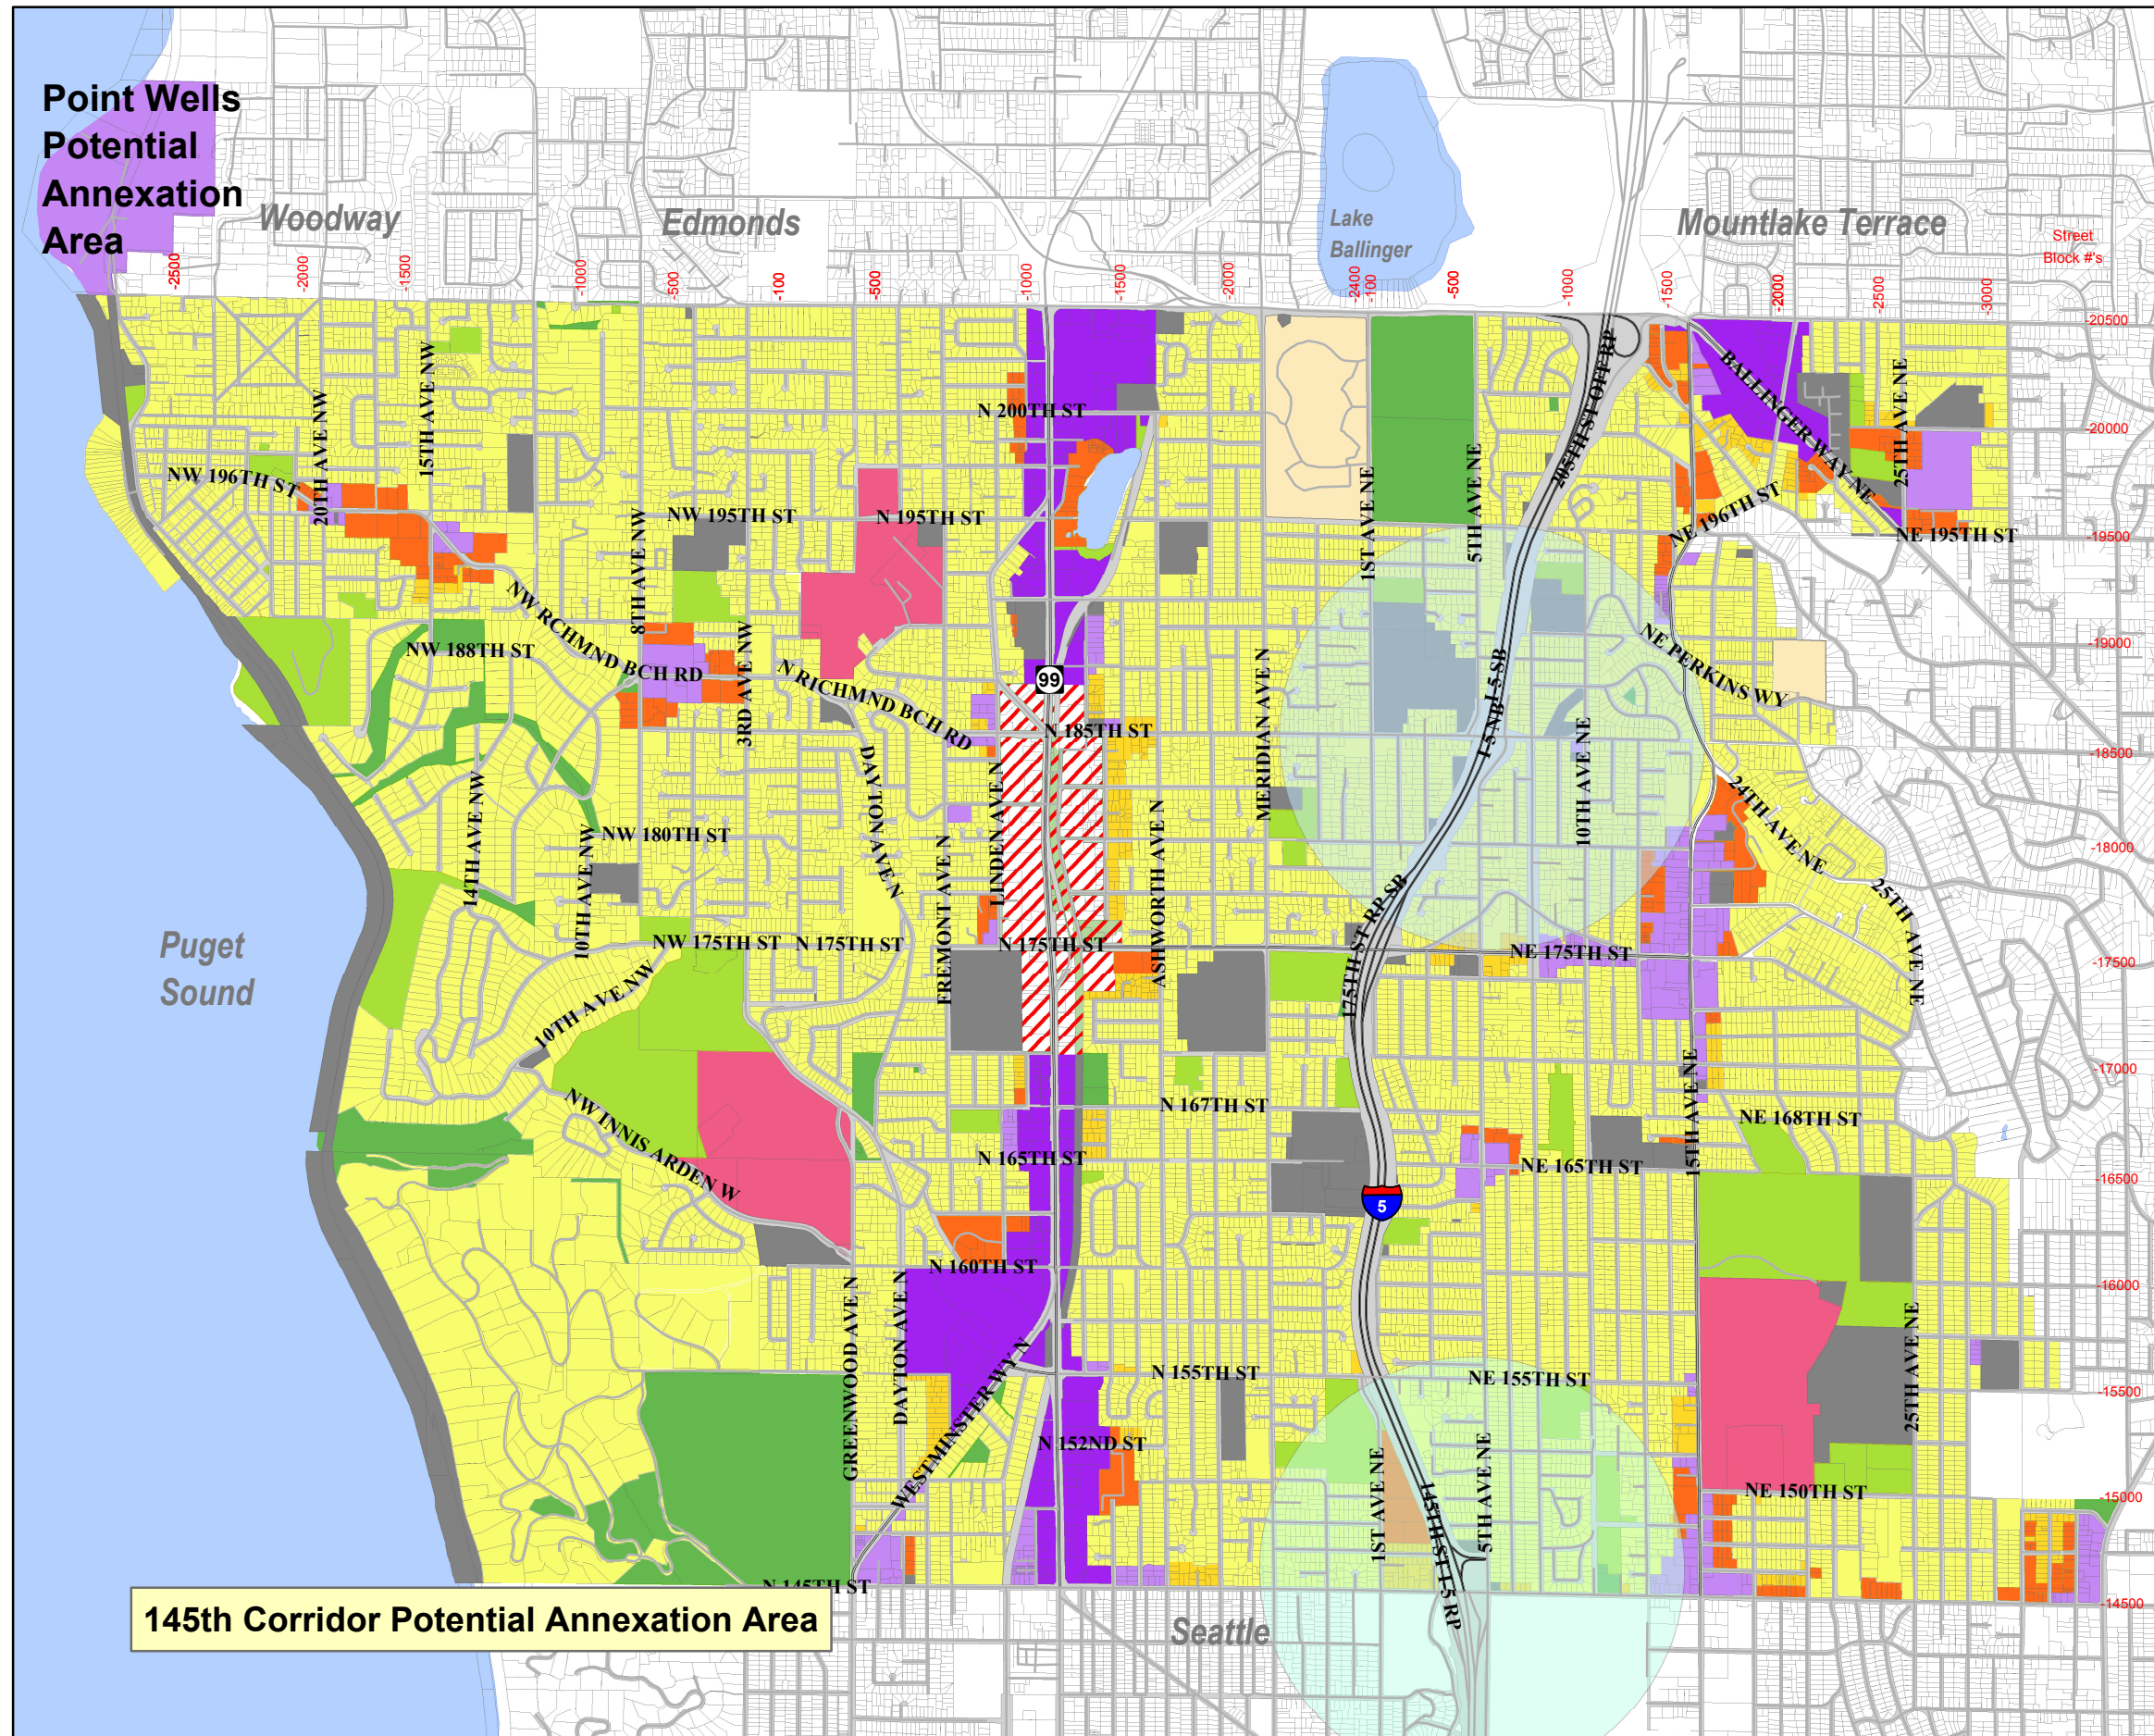 Point Wells
Potential
Annexation
Area
Woodway
Edmonds
Lake
Ballinger
Mountlake Terrace
Street
Block #'s
-2500
-2000
-1500
-1000
-500
-100
-500
-1000
-1500
-2000
-2400
-100
-500
-1000
-1500
-2000
-2500
-3000
-20500
-20000
-19500
-19000
-18500
-18000
-17500
-17000
-16500
-16000
-15500
-15000
-14500
205TH ST OFF RP
BALLINGER WAY NE
25TH AVE NE
N 200TH ST
15TH AVE NW
20TH AVE NW
NW 196TH ST
NW 195TH ST
N 195TH ST
1ST AVE NE
5TH AVE NE
NE 196TH ST
NE 195TH ST
8TH AVE NW
NW RCHMND BCH RD
NW 188TH ST
3RD AVE NW
N RICHMND BCH RD
99
N 185TH ST
MERIDIAN AVE N
I-5 NB I-5 SB
NE PERKINS WY
10TH AVE NE
DAYTON AVE N
LINDEN AVE N
14TH AVE NW
10TH AVE NW
NW 180TH ST
FREMONT AVE N
ASHWORTH AVE N
24TH AVE NE
25TH AVE NE
175TH ST RP SB
NW 175TH ST
N 175TH ST
N 175TH ST
NE 175TH ST
Puget
Sound
10TH AVE NW
NW INNIS ARDEN W
N 167TH ST
15TH AVE NE
NE 168TH ST
N 165TH ST
NE 165TH ST
5
N 160TH ST
GREENWOOD AVE N
DAYTON AVE N
WESTMINSTER WY N
N 155TH ST
NE 155TH ST
25TH AVE NE
N 152ND ST
1ST AVE NE
145TH ST I-5 RP
5TH AVE NE
NE 150TH ST
N 145TH ST
145th Corridor Potential Annexation Area
Seattle